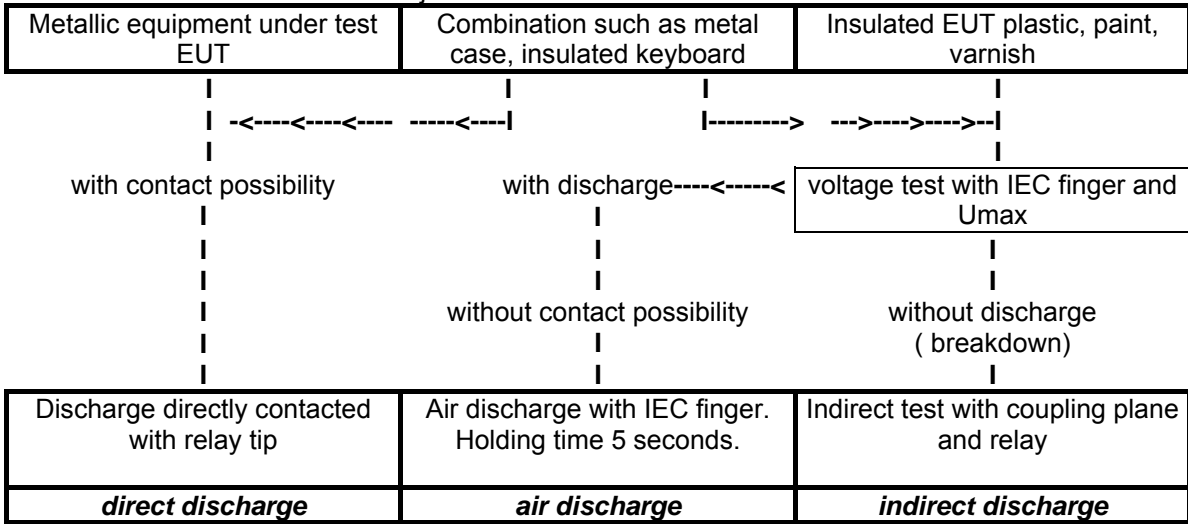 Metallic equipment under test
EUT
Combination such as metal
case, insulated keyboard
Insulated EUT plastic, paint,
varnish
with contact possibility
with discharge----<-----<
voltage test with IEC finger and
Umax
without contact possibility
without discharge
( breakdown)
Discharge directly contacted
with relay tip
Air discharge with IEC finger.
Holding time 5 seconds.
Indirect test with coupling plane
and relay
direct discharge
air discharge
indirect discharge